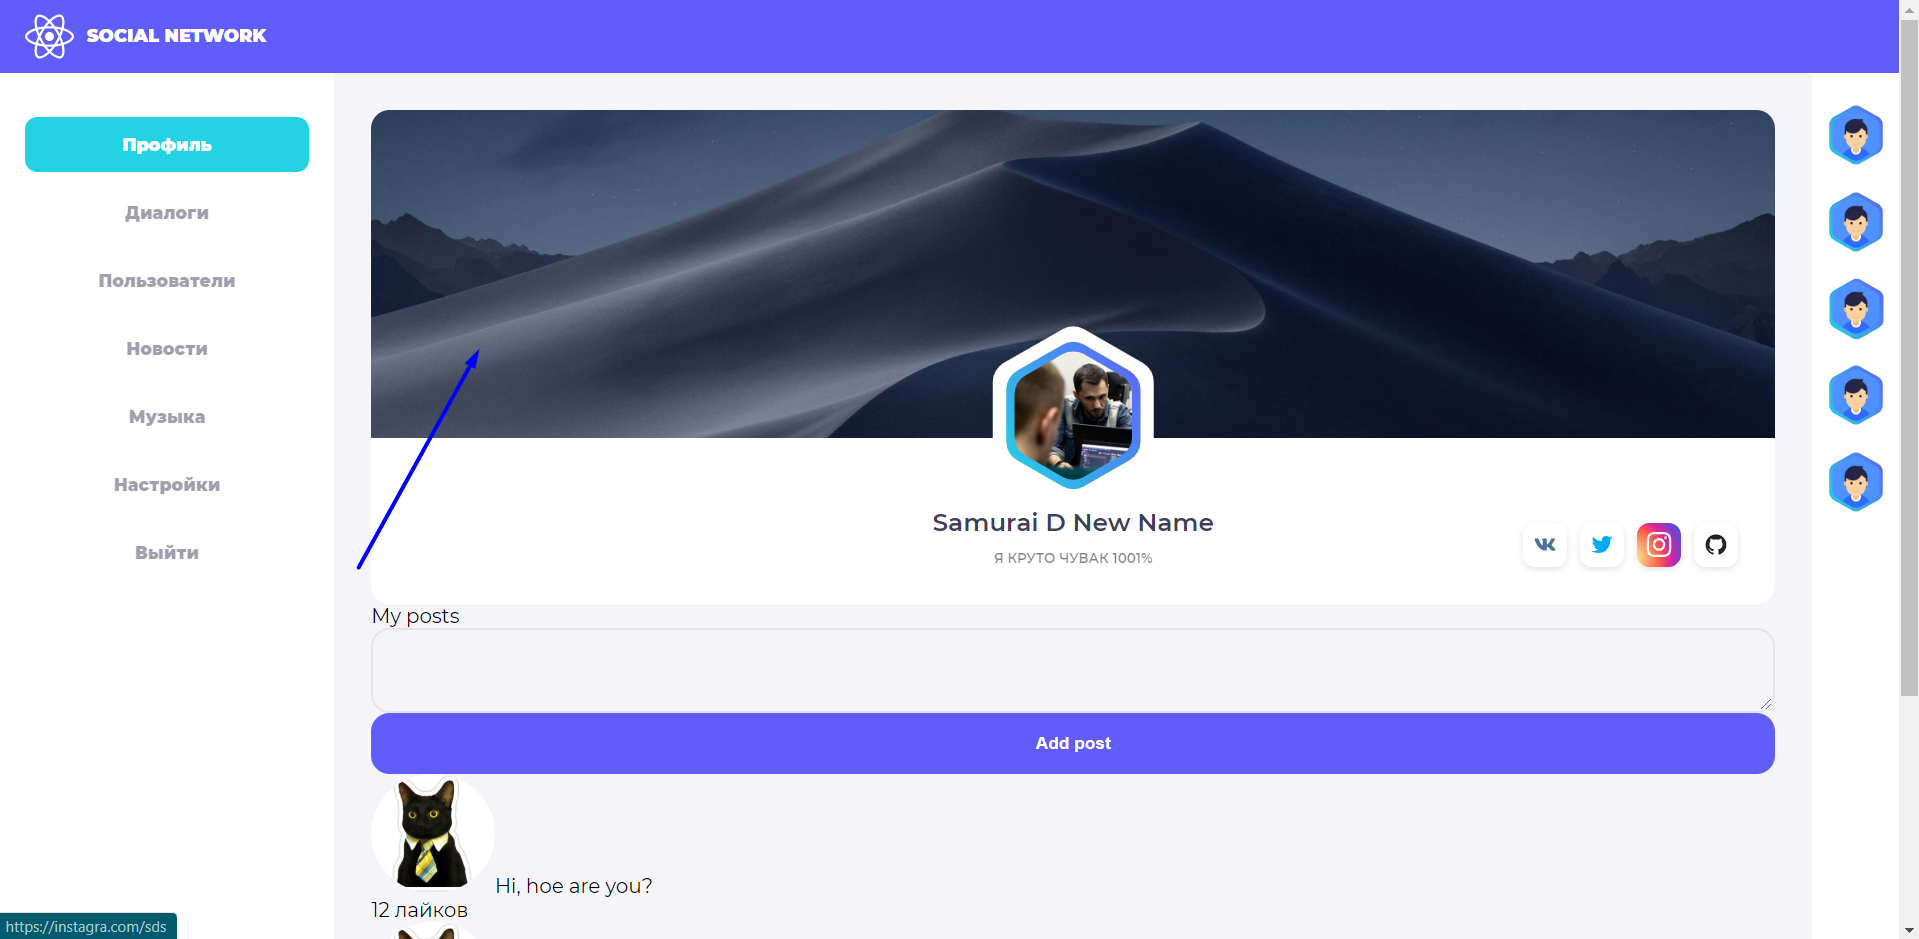 SOCIAL NETWORK
Профиль
Диалоги
Пользователи
Новости
Музыка
Настройки
Выйти
Samurai D New Name
Я КРУТО ЧУВАК 1001%
My posts
Add post
Hi, hoe are you?
12 лайков
https://instagra.com/sds